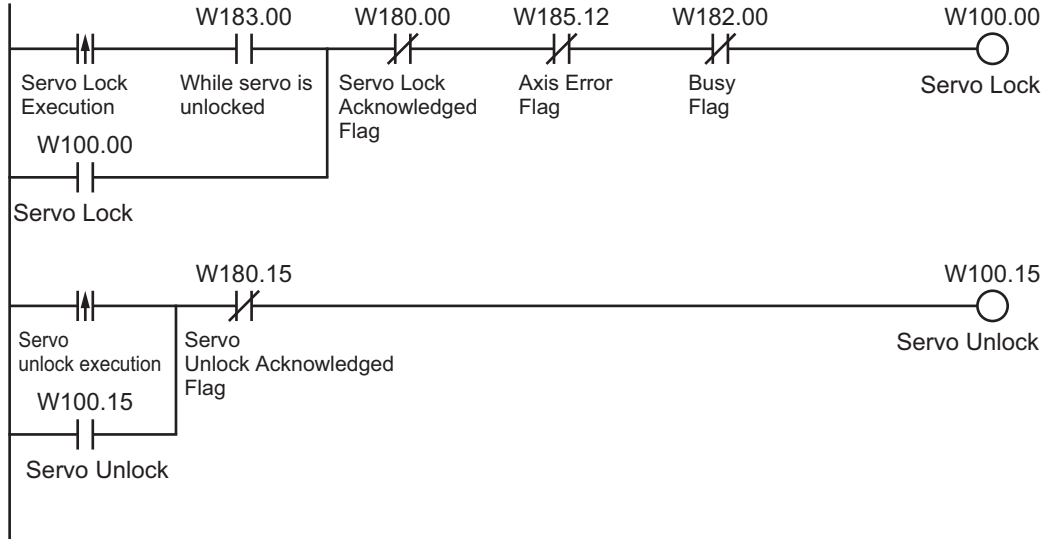 W183.00 W180.00 W185.12 W182.00 W100.00
Servo Lock
Execution
While servo is
unlocked
Servo Lock
Acknowledged
Flag
Axis Error
Flag
Busy
Flag
Servo Lock
W100.00
Servo Lock
W180.15 W100.15
Servo
unlock execution
Servo
Unlock Acknowledged
Flag
Servo Unlock
W100.15
Servo Unlock